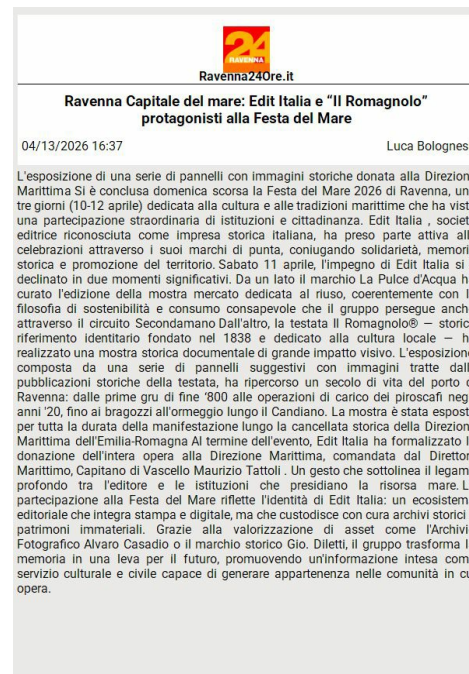 24
RAVENNA
Ravenna24Ore.it
Ravenna Capitale del mare: Edit Italia e “Il Romagnolo”
protagonisti alla Festa del Mare
04/13/2026 16:37
Luca Bolognes
L'esposizione di una serie di pannelli con immagini storiche donata alla Direzion
Marittima Si è conclusa domenica scorsa la Festa del Mare 2026 di Ravenna, un
tre giorni (10-12 aprile) dedicata alla cultura e alle tradizioni marittime che ha vist
una partecipazione straordinaria di istituzioni e cittadinanza. Edit Italia , societ
editrice riconosciuta come impresa storica italiana, ha preso parte attiva all
celebrazioni attraverso i suoi marchi di punta, coniugando solidarietà, memori
storica e promozione del territorio. Sabato 11 aprile, l'impegno di Edit Italia si
declinato in due momenti significativi. Da un lato il marchio La Pulce d'Acqua h
curato l'edizione della mostra mercato dedicata al riuso, coerentemente con l
filosofia di sostenibilità e consumo consapevole che il gruppo persegue anch
attraverso il circuito Secondamano Dall'altro, la testata Il Romagnolo® — storic
riferimento identitario fondato nel 1838 e dedicato alla cultura locale — h
realizzato una mostra storica documentale di grande impatto visivo. L'esposizion
composta da una serie di pannelli suggestivi con immagini tratte dall
pubblicazioni storiche della testata, ha ripercorso un secolo di vita del porto d
Ravenna: dalle prime gru di fine ‘800 alle operazioni di carico dei piroscafi neg
anni '20, fino ai bragozzi all'ormeggio lungo il Candiano. La mostra è stata espost
per tutta la durata della manifestazione lungo la cancellata storica della Direzion
Marittima dell'Emilia-Romagna Al termine dell'evento, Edit Italia ha formalizzato l
donazione dell'intera opera alla Direzione Marittima, comandata dal Diretto
Marittimo, Capitano di Vascello Maurizio Tattoli . Un gesto che sottolinea il legam
profondo tra l'editore e le istituzioni che presidiano la risorsa mare. L
partecipazione alla Festa del Mare riflette l'identità di Edit Italia: un ecosistem
editoriale che integra stampa e digitale, ma che custodisce con cura archivi storici
patrimoni immateriali. Grazie alla valorizzazione di asset come l'Archivi
Fotografico Alvaro Casadio o il marchio storico Gio. Diletti, il gruppo trasforma l
memoria in una leva per il futuro, promuovendo un'informazione intesa com
servizio culturale e civile capace di generare appartenenza nelle comunità in cu
opera.